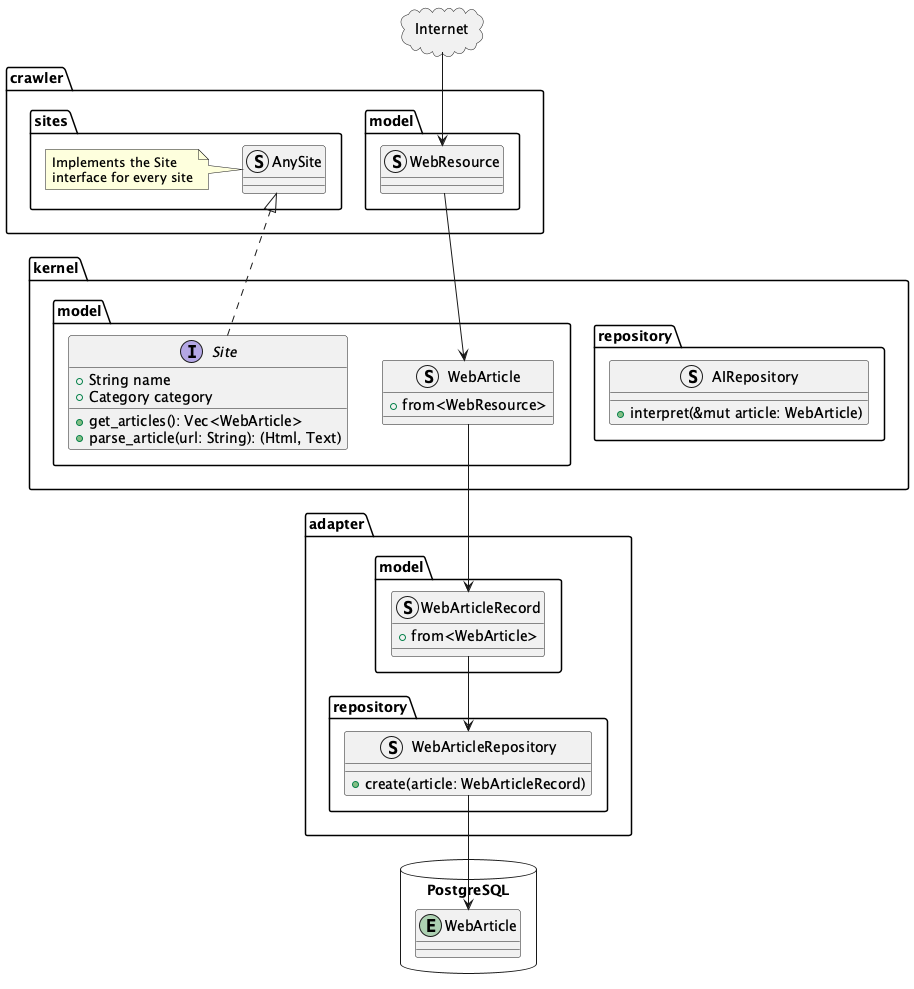 Internet
crawler
sites
model
Implements the Site
interface for every site
S AnySite
S WebResource
kernel
model
repository
I Site
String name
Category category
get_articles(): Vec<WebArticle>
parse_article(url: String): (Html, Text)
S WebArticle
from<WebResource>
S AIRepository
interpret(&mut article: WebArticle)
adapter
model
S WebArticleRecord
from<WebArticle>
repository
S WebArticleRepository
create(article: WebArticleRecord)
PostgreSQL
E WebArticle